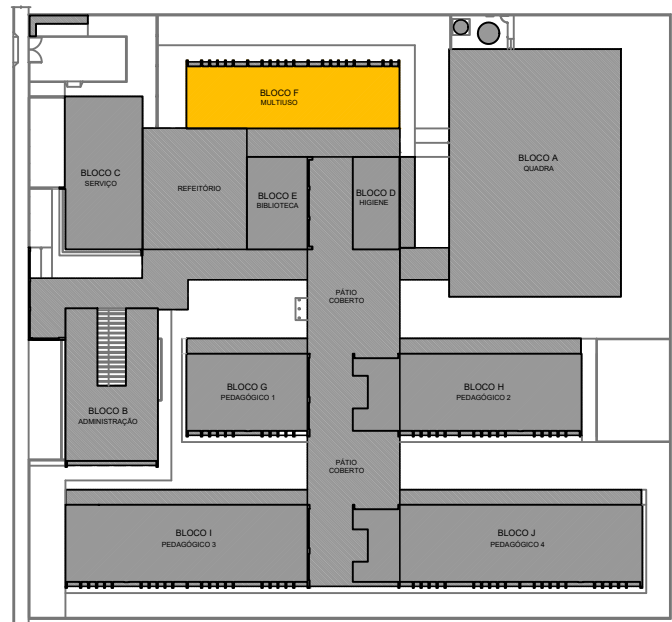 BLOCO F
MULTIUSO
BLOCO A
QUADRA
BLOCO C
SERVIÇO
REFEITÓRIO
BLOCO E
BIBLIOTECA
BLOCO D
HIGIENE
PÁTIO
COBERTO
BLOCO G
PEDAGÓGICO 1
BLOCO H
PEDAGÓGICO 2
BLOCO B
ADMINISTRAÇÃO
PÁTIO
COBERTO
BLOCO I
PEDAGÓGICO 3
BLOCO J
PEDAGÓGICO 4